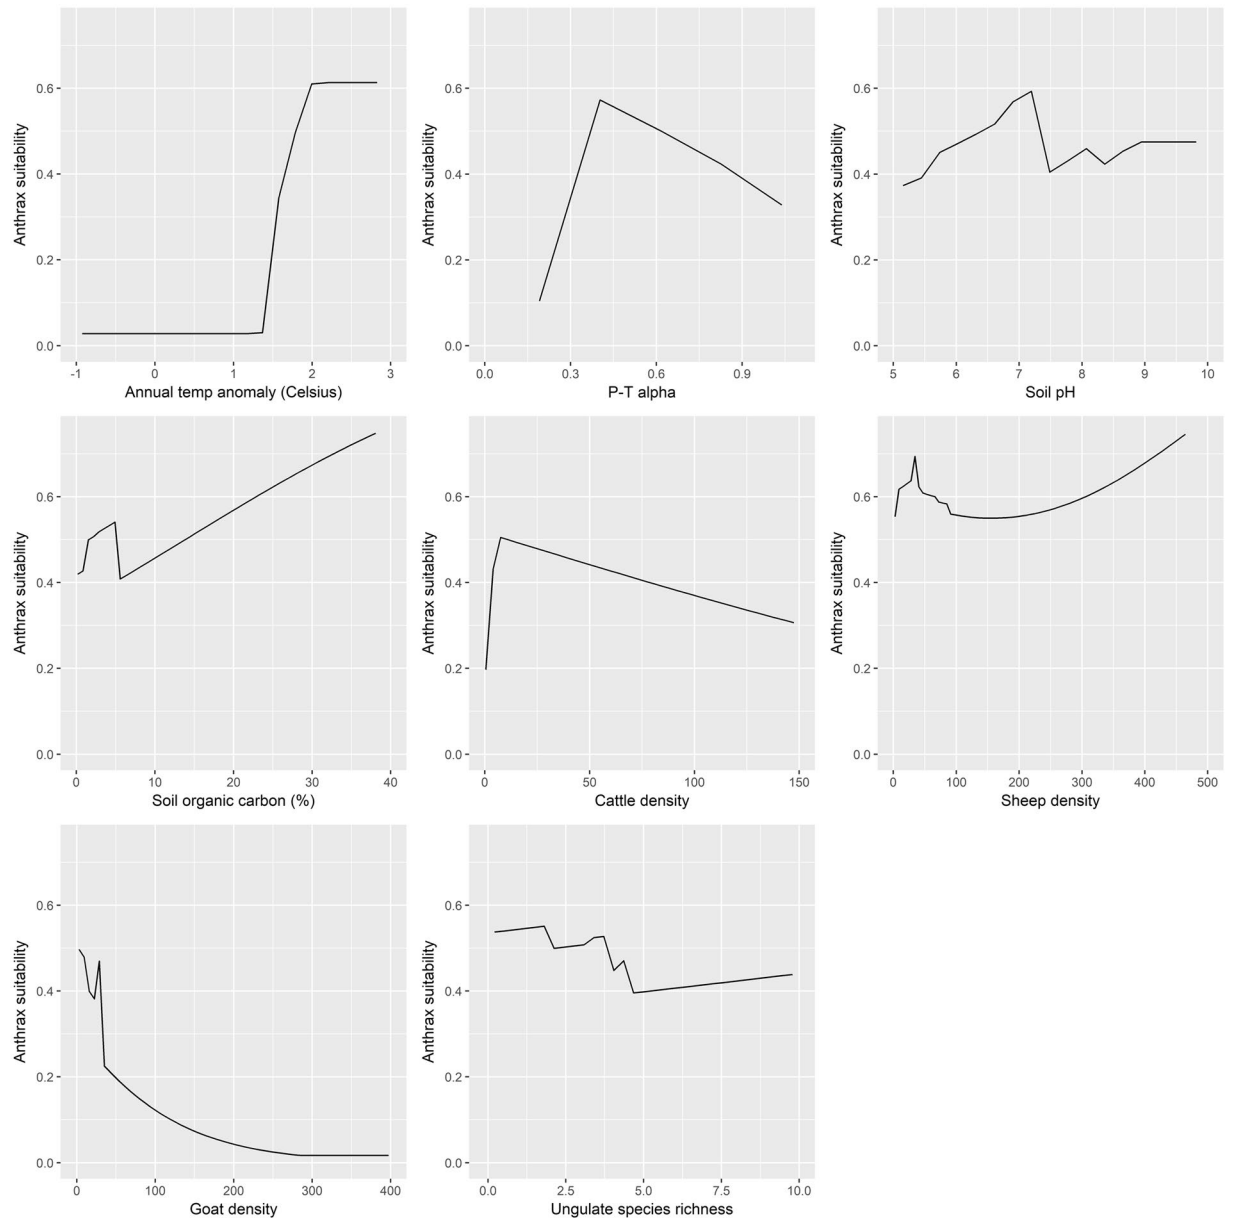 Anthrax suitability
0.6
0.4
0.2
0.0
-1 0 1 2 3
Annual temp anomaly (Celsius)
Anthrax suitability
0.6
0.4
0.2
0.0
0.0 0.3 0.6 0.9
P-T alpha
Anthrax suitability
0.6
0.4
0.2
0.0
5 6 7 8 9 10
Soil pH
Anthrax suitability
0.6
0.4
0.2
0.0
0 10 20 30 40
Soil organic carbon (%)
Anthrax suitability
0.6
0.4
0.2
0.0
0 50 100 150
Cattle density
Anthrax suitability
0.6
0.4
0.2
0.0
0 100 200 300 400 500
Sheep density
Anthrax suitability
0.6
0.4
0.2
0.0
0 100 200 300 400
Goat density
Anthrax suitability
0.6
0.4
0.2
0.0
0.0 2.5 5.0 7.5 10.0
Ungulate species richness